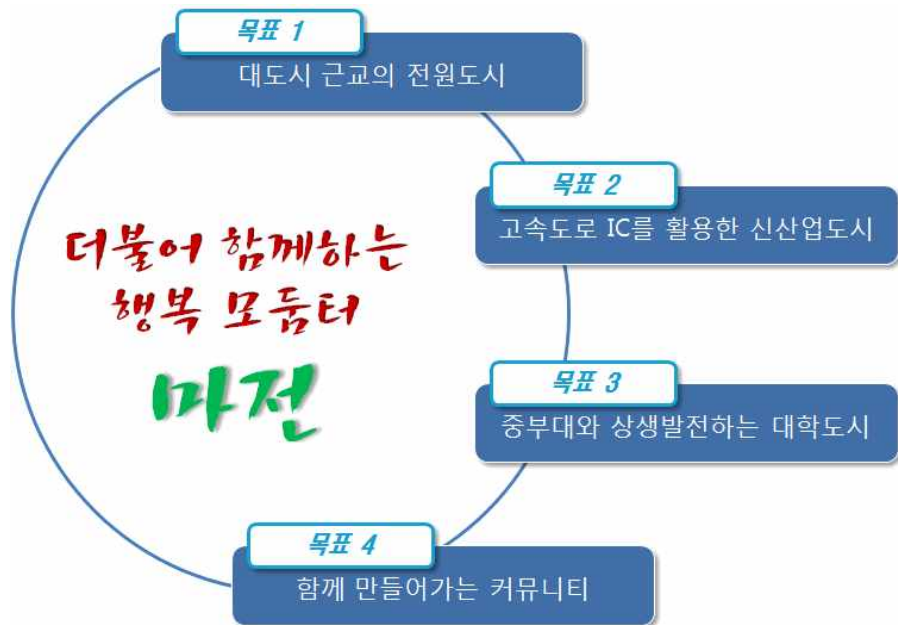 목표 1
대도시 근교의 전원도시
목표 2
고속도로 IC를 활용한 신산업도시
더불어 함께하는
행복 모둠터
마전
목표 3
중부대와 상생발전하는 대학도시
목표 4
함께 만들어가는 커뮤니티